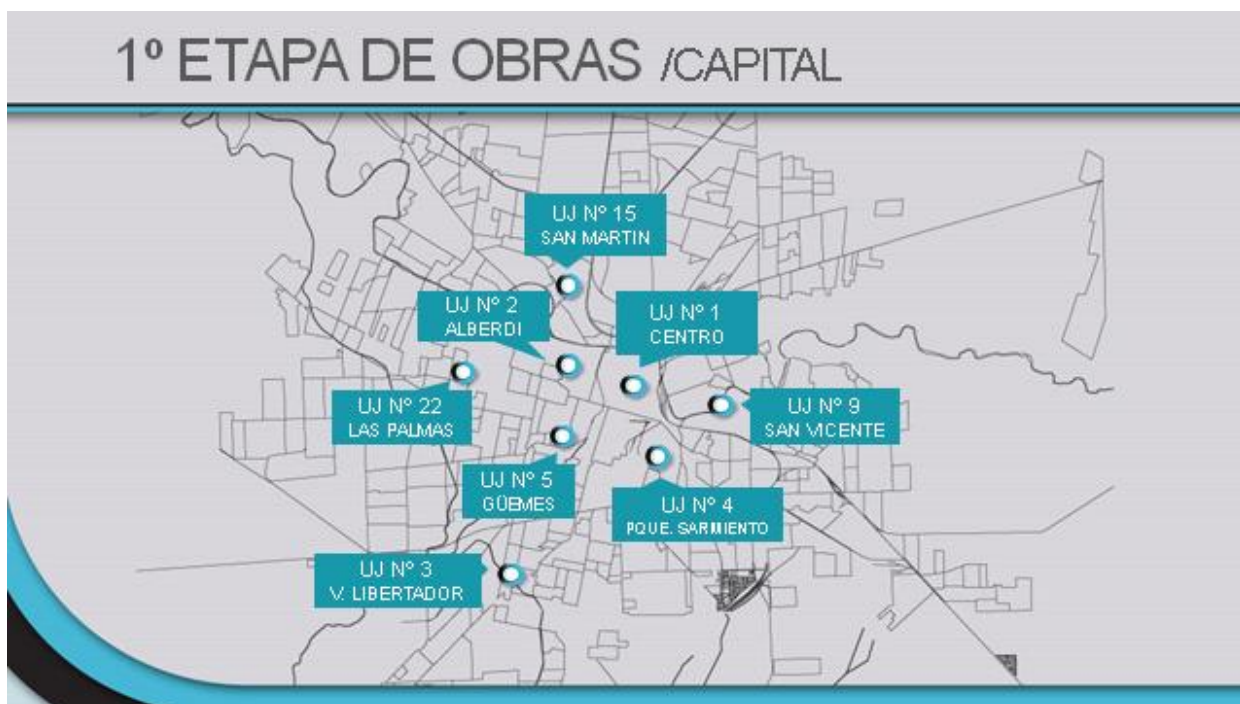 1º ETAPA DE OBRAS /CAPITAL
UJ Nº 15
SAN MARTIN
UJ Nº 2
ALBERDI
UJ Nº 1
CENTRO
UJ Nº 22
LAS PALMAS
UJ Nº 9
SAN VICENTE
UJ Nº 5
GÜEMES
UJ Nº 4
PQUE. SARMIENTO
UJ Nº 3
V. LIBERTADOR